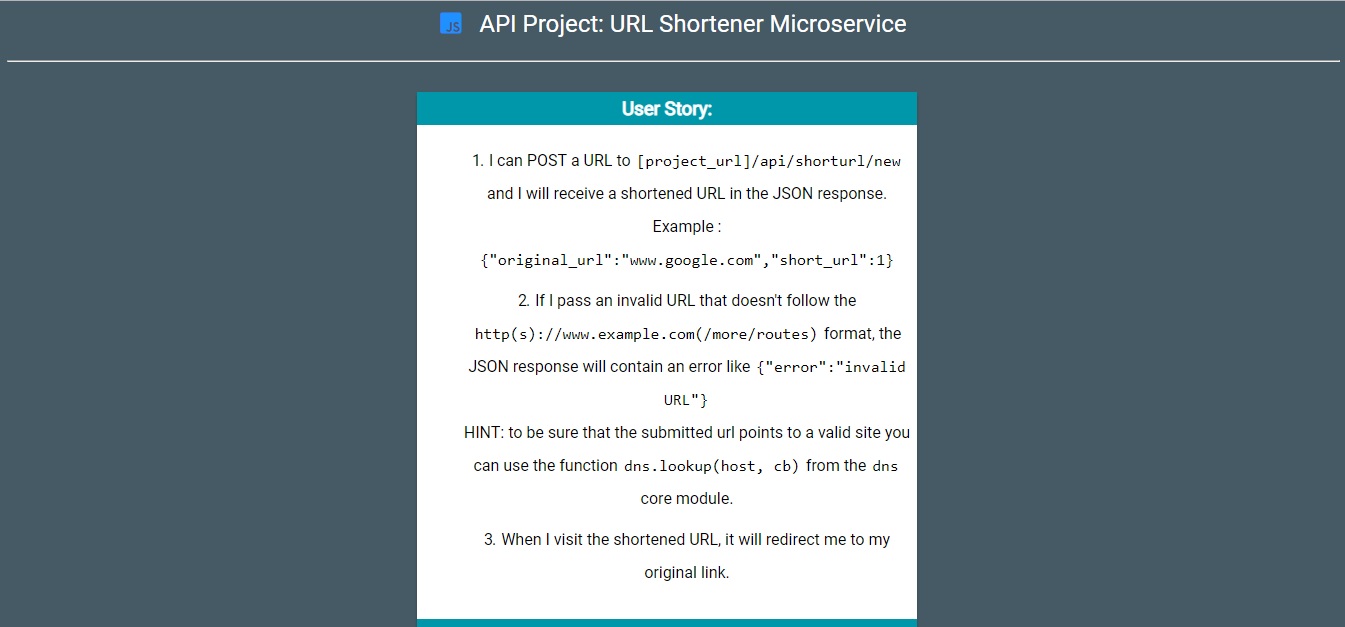 JS API Project: URL Shortener Microservice
User Story:
1. I can POST a URL to [project_url]/api/shorturl/new
and I will receive a shortened URL in the JSON response.
Example :
{"original_url":"www.google.com","short_url":1}
2. If I pass an invalid URL that doesn't follow the
http(s)://www.example.com(/more/routes) format, the
JSON response will contain an error like {"error":"invalid
URL"}
HINT: to be sure that the submitted url points to a valid site you
can use the function dns.lookup(host, cb) from the dns
core module.
3. When I visit the shortened URL, it will redirect me to my
original link.